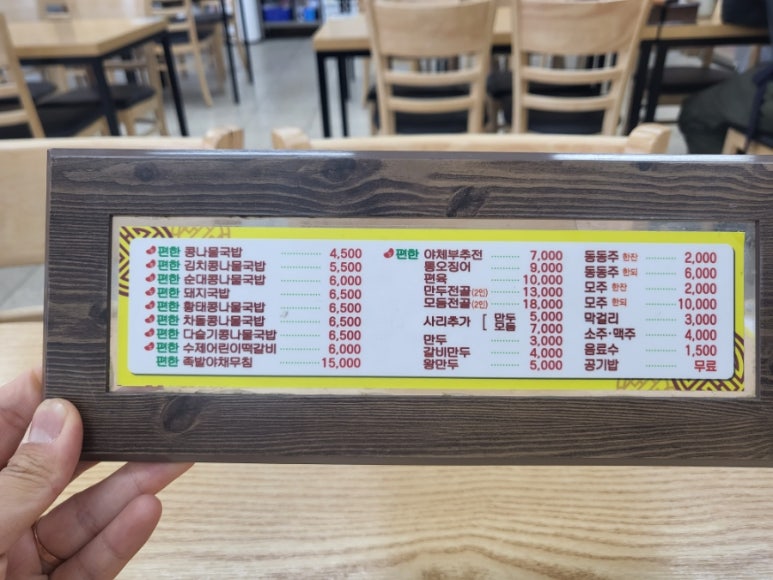 편한 콩나물국밥 4,500
편한 김치콩나물국밥 5,500
편한 순대콩나물국밥 6,000
편한 돼지국밥 6,500
편한 황태콩나물국밥 6,500
편한 차돌콩나물국밥 6,500
편한 다슬기콩나물국밥 6,500
편한 수제어린이떡갈비 6,000
편한 족발야채무침 15,000
편한 야채부추전 7,000
통오징어 9,000
편육 10,000
만두전골(2인) 13,000
모둠전골(2인) 18,000
사리추가 [ 만두 5,000
모둠 7,000
만두 3,000
갈비만두 4,000
왕만두 5,000
동동주 한잔 2,000
동동주 한되 6,000
모주 한잔 2,000
모주 한되 10,000
막걸리 3,000
소주·맥주 4,000
음료수 1,500
공기밥 무료